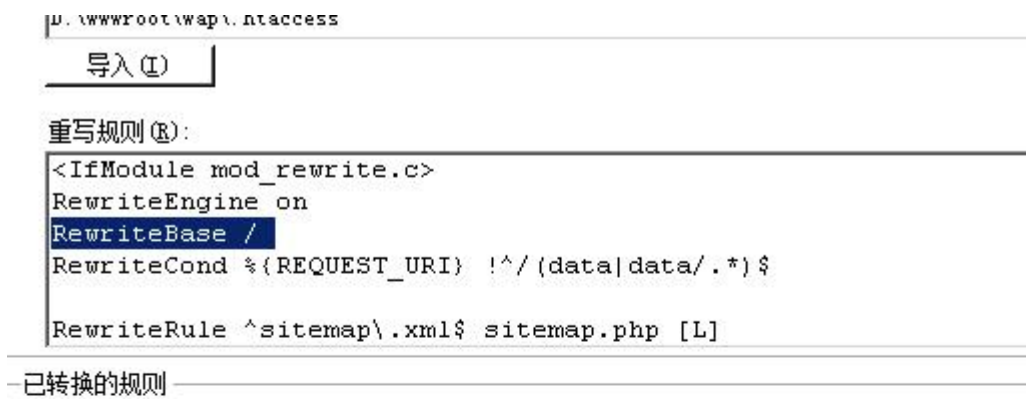 D:\wwwroot\wap\.htaccess
导入(I)
重写规则(R):
<IfModule mod_rewrite.c>
RewriteEngine on
RewriteBase /
RewriteCond %{REQUEST_URI} !^/(data|data/.*)$
RewriteRule ^sitemap\.xml$ sitemap.php [L]
已转换的规则